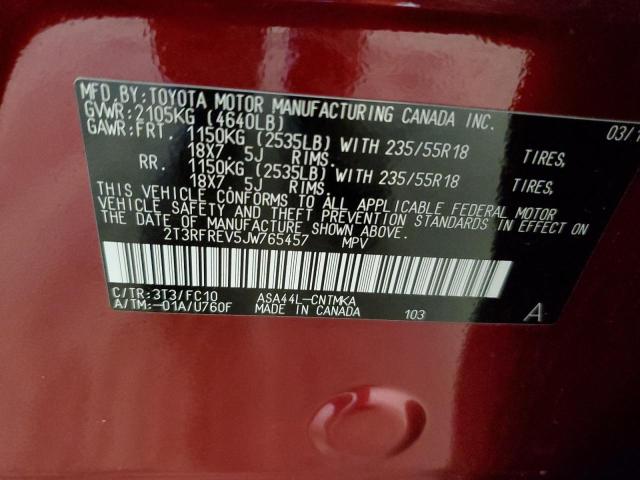 MFD.BY:TOYOTA MOTOR MANUFACTURING CANADA INC.
GVWR:2105KG (4640LB) 03/1
GAWR:FRT. 1150KG (2535LB) WITH 235/55R18 TIRES,
18X7.5J RIMS.
RR. 1150KG (2535LB) WITH 235/55R18 TIRES,
18X7.5J RIMS.
THIS VEHICLE CONFORMS TO ALL APPLICABLE FEDERAL MOTOR
VEHICLE SAFETY AND THEFT PREVENTION STANDARDS IN EFFECT ON
THE DATE OF MANUFACTURE SHOWN ABOVE.
2T3RFREV5JW765457 MPV
C/TR:3T3/FC10 ASA44L-CNTMKA
A/TM:-01A/U760F MADE IN CANADA 103 A